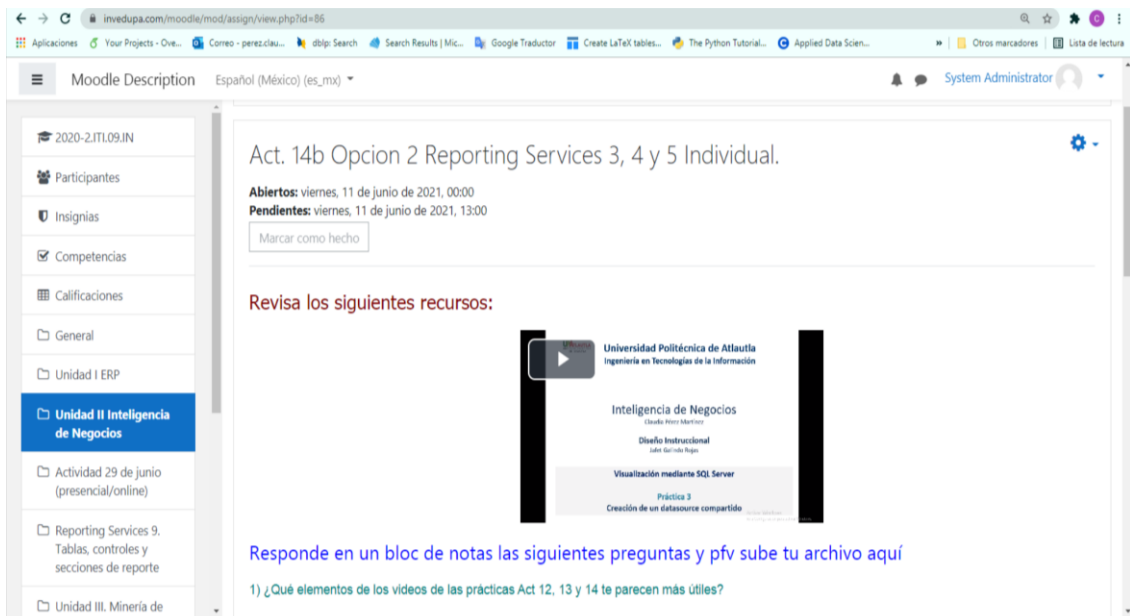 invedupa.com/moodle/mod/assign/view.php?id=86
Aplicaciones Your Projects - Ove... Correo - perez.clau... dblp: Search Search Results | Mic... Google Traductor Create LaTeX tables... The Python Tutorial... Applied Data Scien... » Otros marcadores Lista de lectura
Moodle Description Español (México) (es_mx) System Administrator
2020-2.ITI.09.IN
Participantes
Insignias
Competencias
Calificaciones
General
Unidad I ERP
Unidad II Inteligencia
de Negocios
Actividad 29 de junio
(presencial/online)
Reporting Services 9.
Tablas, controles y
secciones de reporte
Unidad III. Minería de
Act. 14b Opcion 2 Reporting Services 3, 4 y 5 Individual.
Abiertos: viernes, 11 de junio de 2021, 00:00
Pendientes: viernes, 11 de junio de 2021, 13:00
Marcar como hecho
Revisa los siguientes recursos:
Universidad Politécnica de Atlautla
Ingeniería en Tecnologías de la Información
Inteligencia de Negocios
Claudia Pérez Martínez
Diseño Instruccional
Jafet Galindo Rojas
Visualización mediante SQL Server
Práctica 3
Creación de un datasource compartido
Responde en un bloc de notas las siguientes preguntas y pfv sube tu archivo aquí
1) ¿Qué elementos de los videos de las prácticas Act 12, 13 y 14 te parecen más útiles?